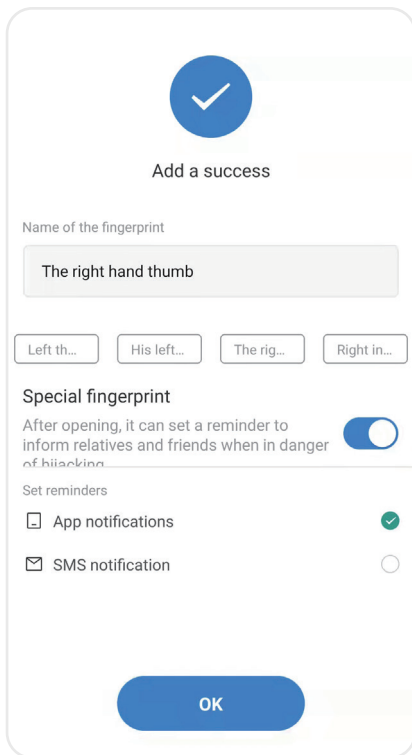 Add a success
Name of the fingerprint
The right hand thumb
Left th... His left... The rig... Right in...
Special fingerprint
After opening, it can set a reminder to
inform relatives and friends when in danger
of hijacking
Set reminders
App notifications
SMS notification
OK